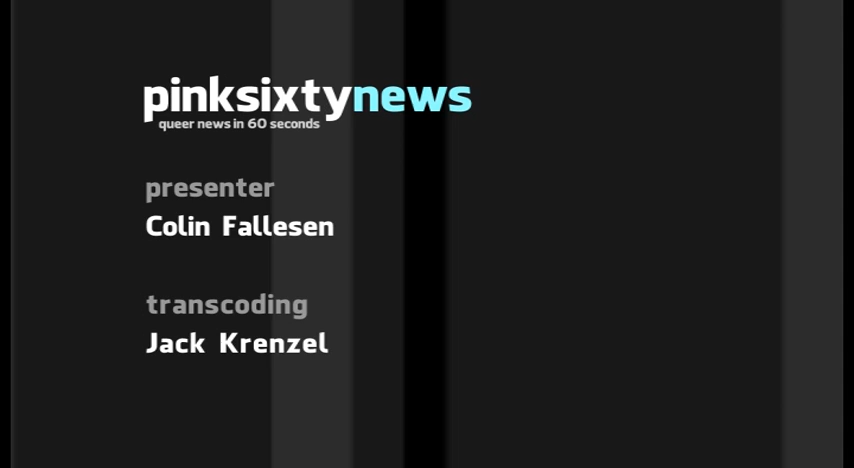 pinksixtynews
queer news in 60 seconds
presenter
Colin Fallesen
transcoding
Jack Krenzel